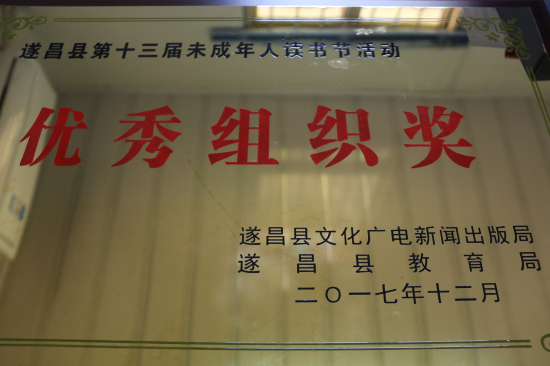 遂昌县第十三届未成年人读书节活动
优秀组织奖
遂昌县文化广电新闻出版局
遂昌县教育局
二〇一七年十二月